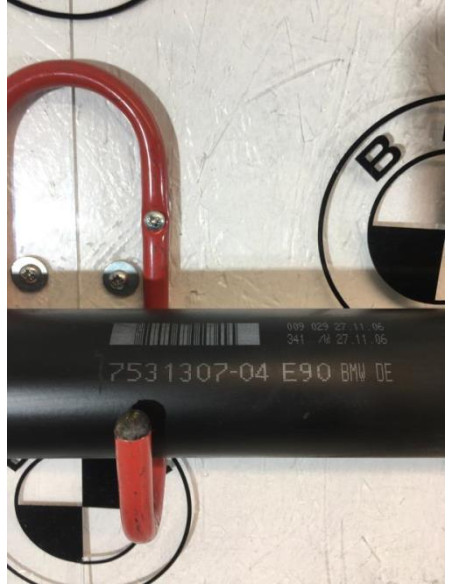 B
009 029 27.11.06
341 /M 27.11.06
7531307-04 E90 BMW DE